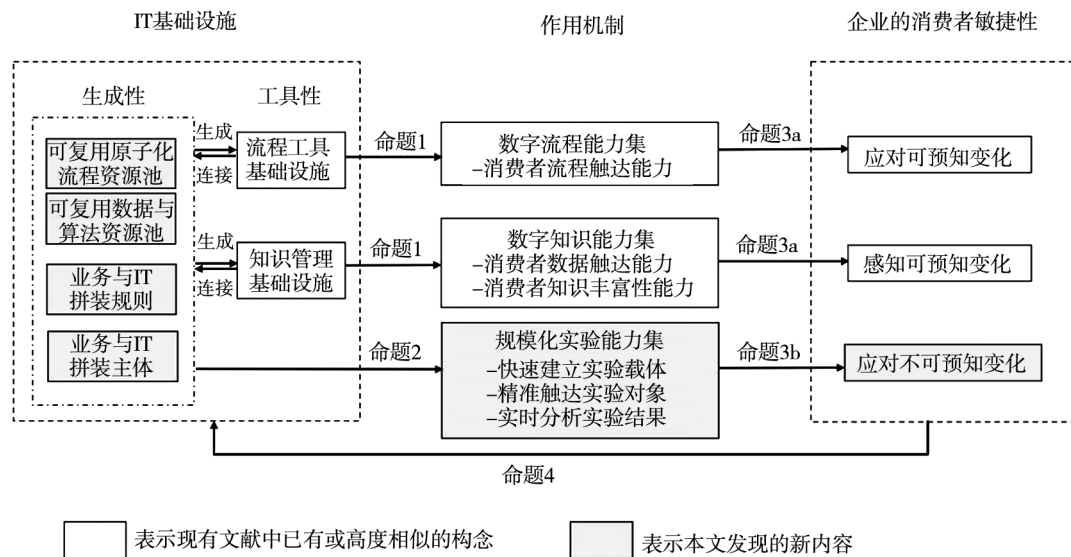 IT基础设施
作用机制
企业的消费者敏捷性
生成性
工具性
可复用原子化
流程资源池
可复用数据与
算法资源池
业务与IT
拼装规则
业务与IT
拼装主体
生成
连接
流程工具
基础设施
生成
连接
知识管理
基础设施
命题1
命题1
命题2
数字流程能力集
–消费者流程触达能力
数字知识能力集
–消费者数据触达能力
–消费者知识丰富性能力
规模化实验能力集
–快速建立实验载体
–精准触达实验对象
–实时分析实验结果
命题3a
命题3a
命题3b
应对可预知变化
感知可预知变化
应对不可预知变化
命题4
表示现有文献中已有或高度相似的构念
表示本文发现的新内容